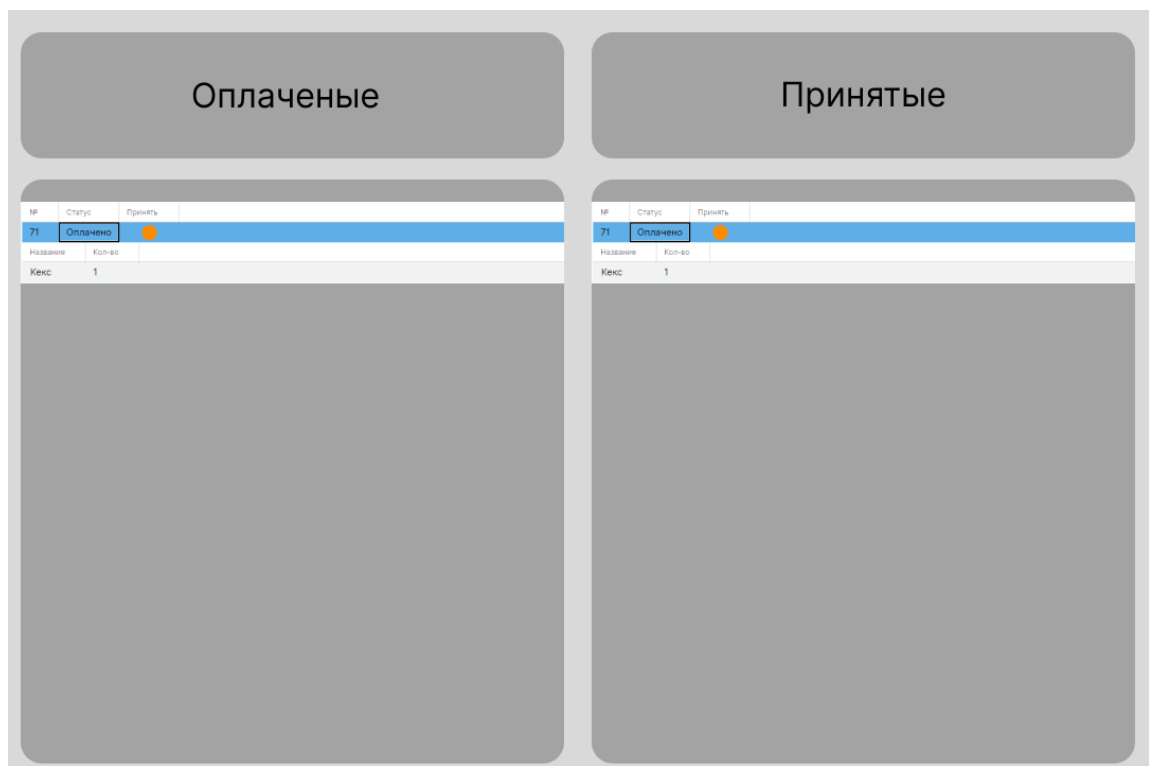 Оплаченые
Принятые
№ Статус Принять
71 Оплачено
Название Кол-во
Кекс 1
№ Статус Принять
71 Оплачено
Название Кол-во
Кекс 1